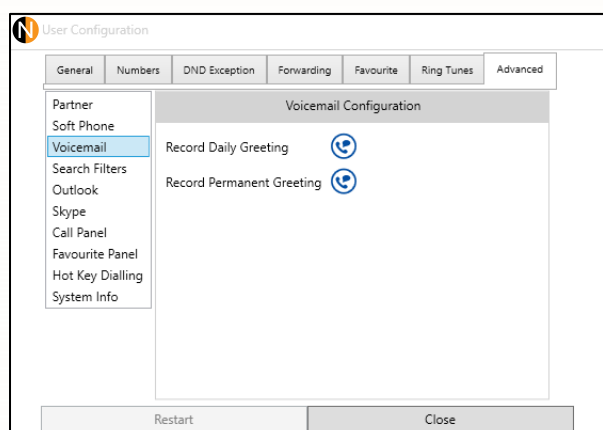 N User Configuration
General Numbers DND Exception Forwarding Favourite Ring Tunes Advanced
Partner
Soft Phone
Voicemail
Search Filters
Outlook
Skype
Call Panel
Favourite Panel
Hot Key Dialling
System Info
Voicemail Configuration
Record Daily Greeting
Record Permanent Greeting
Restart Close